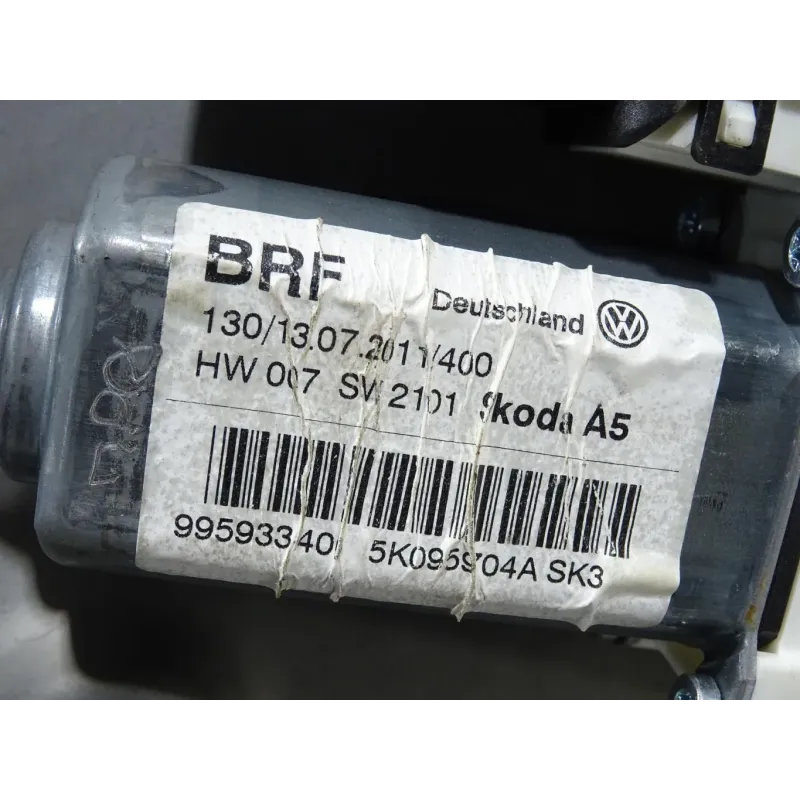 BRF
Deutschland
130/13.07.2011/400
HW 007 SW 2101 Skoda A5
99593340 5K0959704A SK3